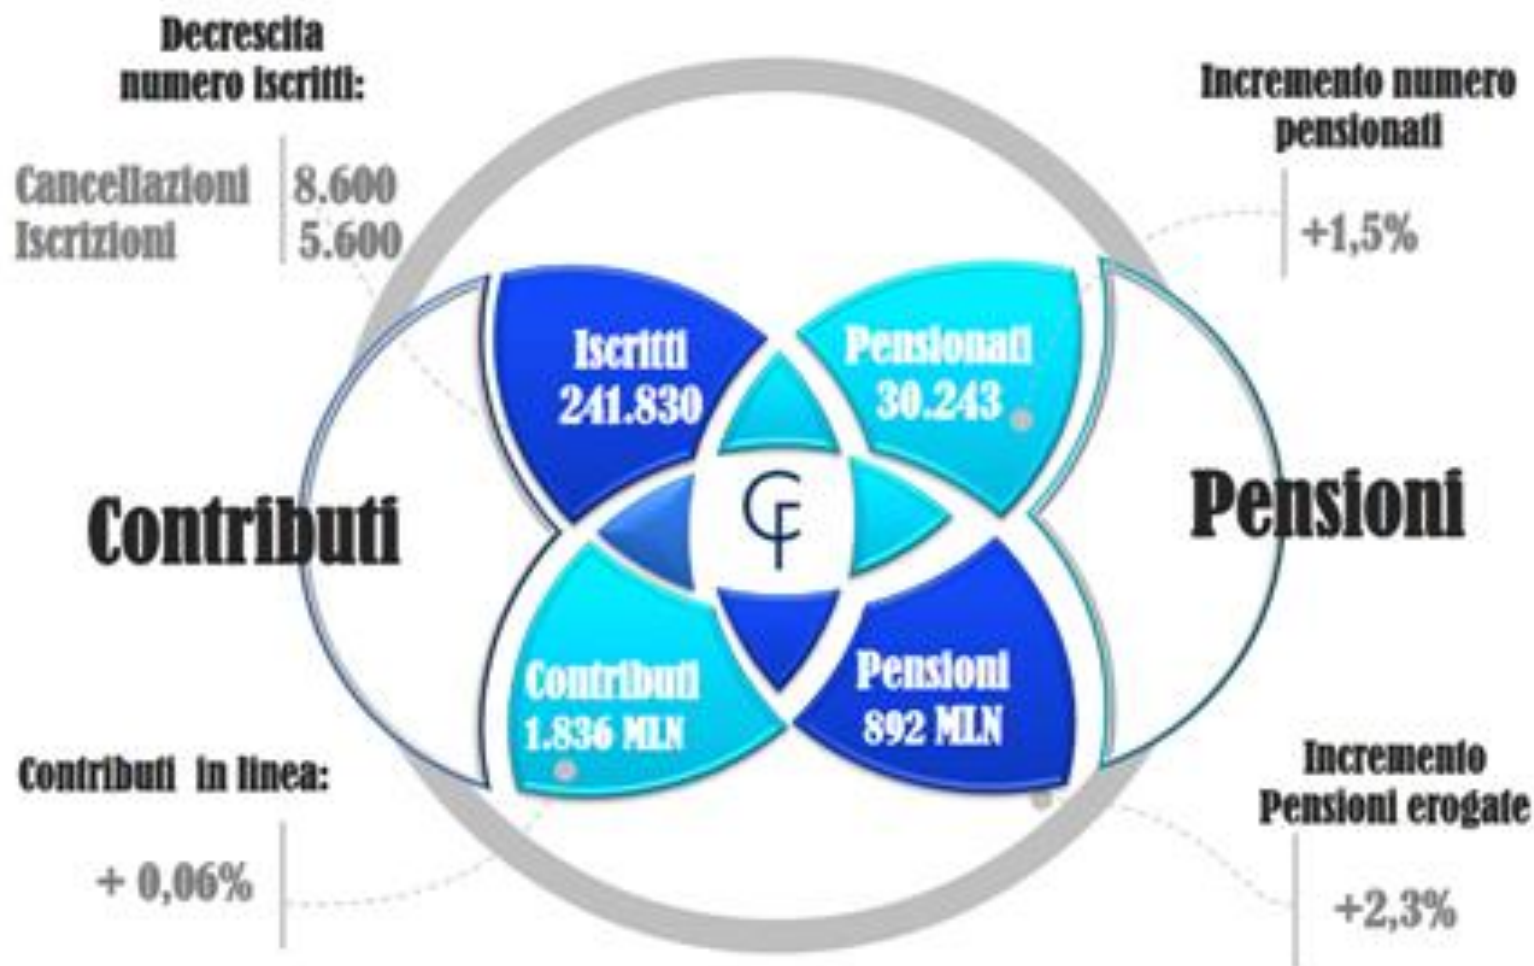 Decrescita
numero iscritti:
Cancellazioni 8.600
Iscrizioni 5.600
Incremento numero
pensionati
+1,5%
Iscritti
241.830
Pensionati
30.243
Contributi
CF
Pensioni
Contributi
1.836 MLN
Pensioni
892 MLN
Contributi in linea:
+ 0,06%
Incremento
Pensioni erogate
+2,3%